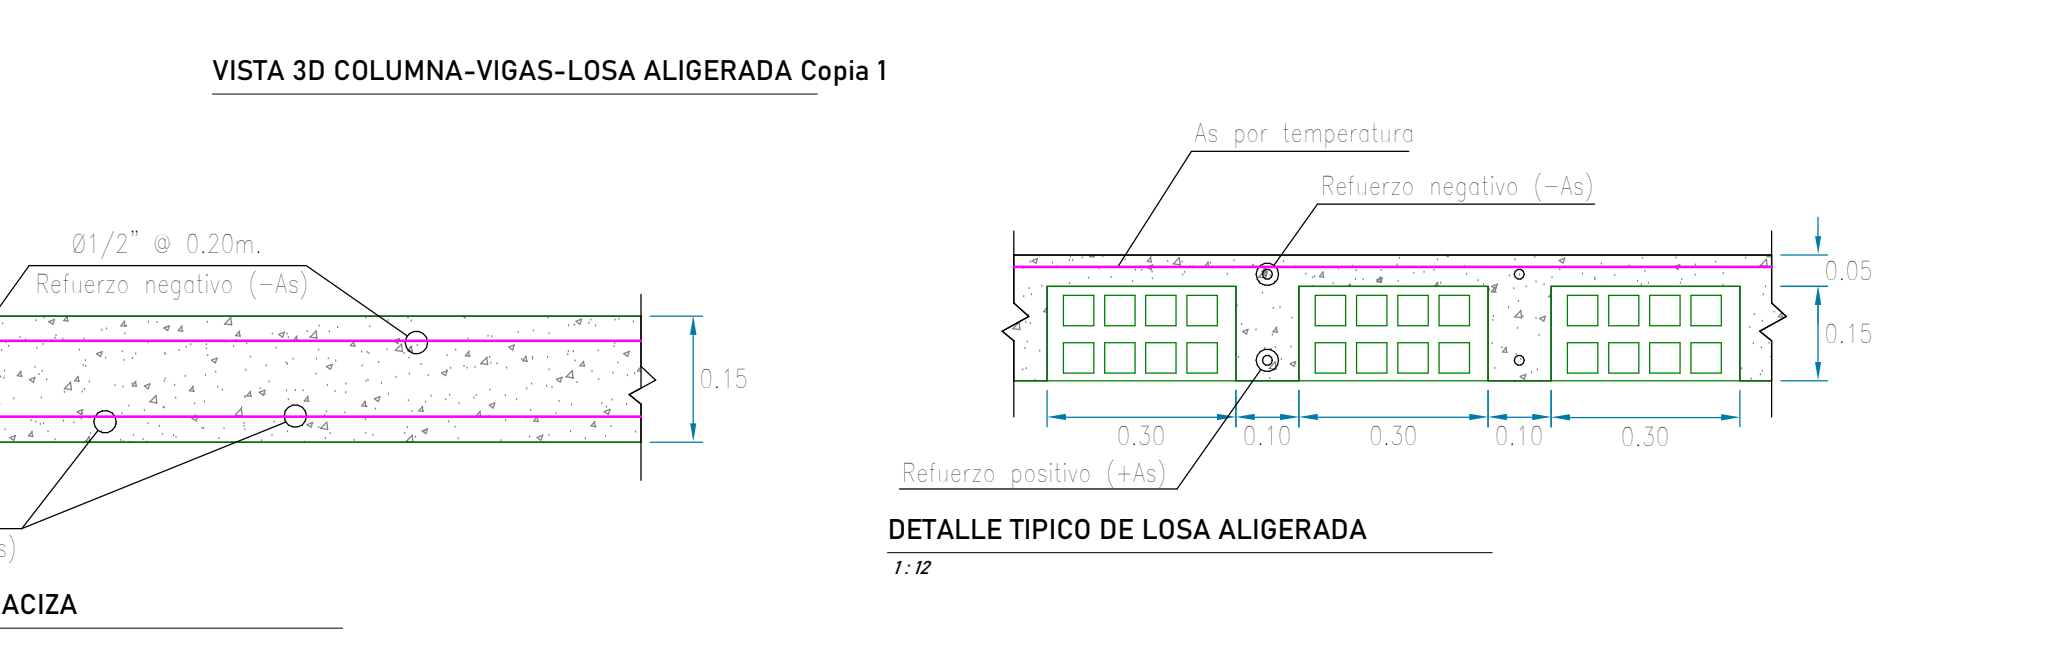 VISTA 3D COLUMNA-VIGAS-LOSA ALIGERADA Copia 1
Ø1/2" @ 0.20m.
Refuerzo negativo (-As)
0.15
s)
ACIZA
As por temperatura
Refuerzo negativo (-As)
0.05
0.15
0.30 0.10 0.30 0.10 0.30
Refuerzo positivo (+As)
DETALLE TIPICO DE LOSA ALIGERADA
1 : 12